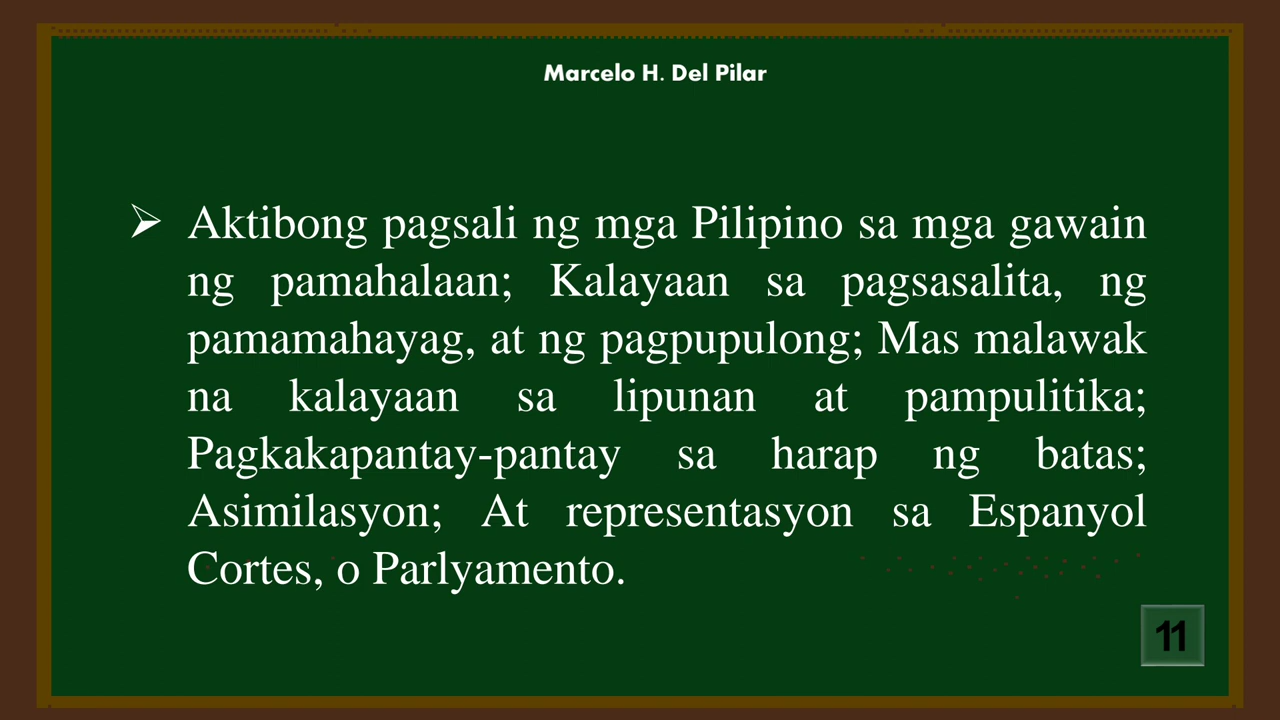 Marcelo H. Del Pilar
➢ Aktibong pagsali ng mga Pilipino sa mga gawain
ng pamahalaan; Kalayaan sa pagsasalita, ng
pamamahayag, at ng pagpupulong; Mas malawak
na kalayaan sa lipunan at pampulitika;
Pagkakapantay-pantay sa harap ng batas;
Asimilasyon; At representasyon sa Espanyol
Cortes, o Parlyamento.
11